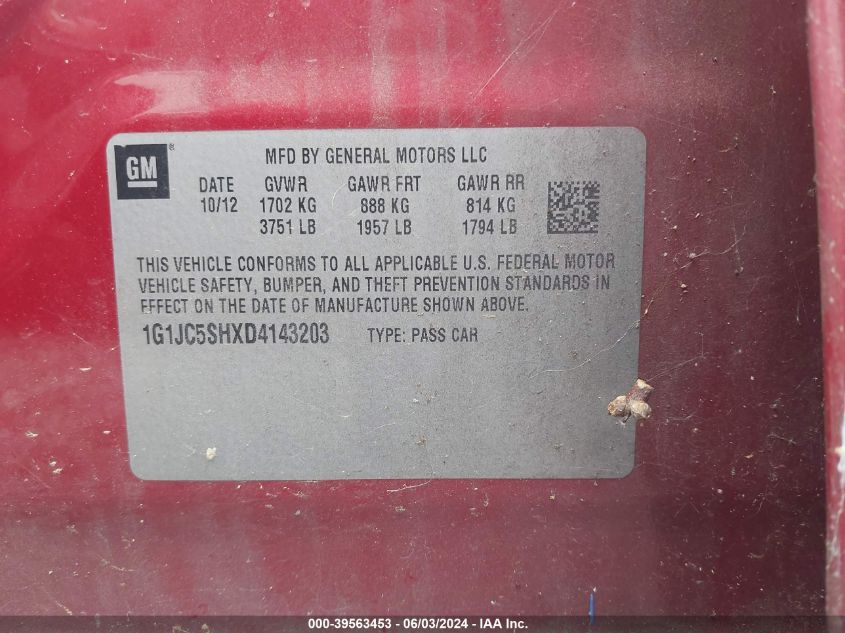 GM ®
MFD BY GENERAL MOTORS LLC
DATE GVWR GAWR FRT GAWR RR
10/12 1702 KG 888 KG 814 KG
3751 LB 1957 LB 1794 LB
THIS VEHICLE CONFORMS TO ALL APPLICABLE U.S. FEDERAL MOTOR
VEHICLE SAFETY, BUMPER, AND THEFT PREVENTION STANDARDS IN
EFFECT ON THE DATE OF MANUFACTURE SHOWN ABOVE.
1G1JC5SHXD4143203 TYPE: PASS CAR
000-39563453 - 06/03/2024 - IAA Inc.